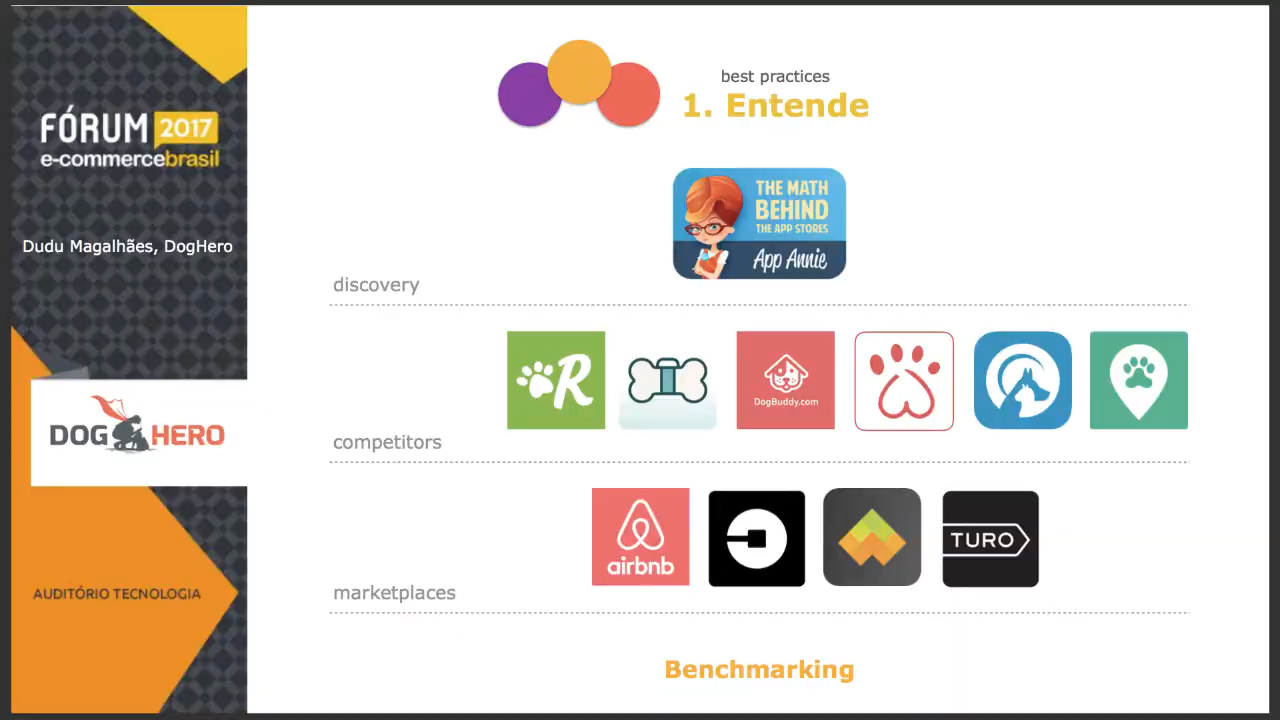 FÓRUM 2017
e-commercebrasil
Dudu Magalhães, DogHero
DOG HERO
AUDITÓRIO TECNOLOGIA
best practices
1. Entende
THE MATH
BEHIND
THE APP STORES
App Annie
discovery
R
DogBuddy.com
competitors
airbnb
TURO
marketplaces
Benchmarking